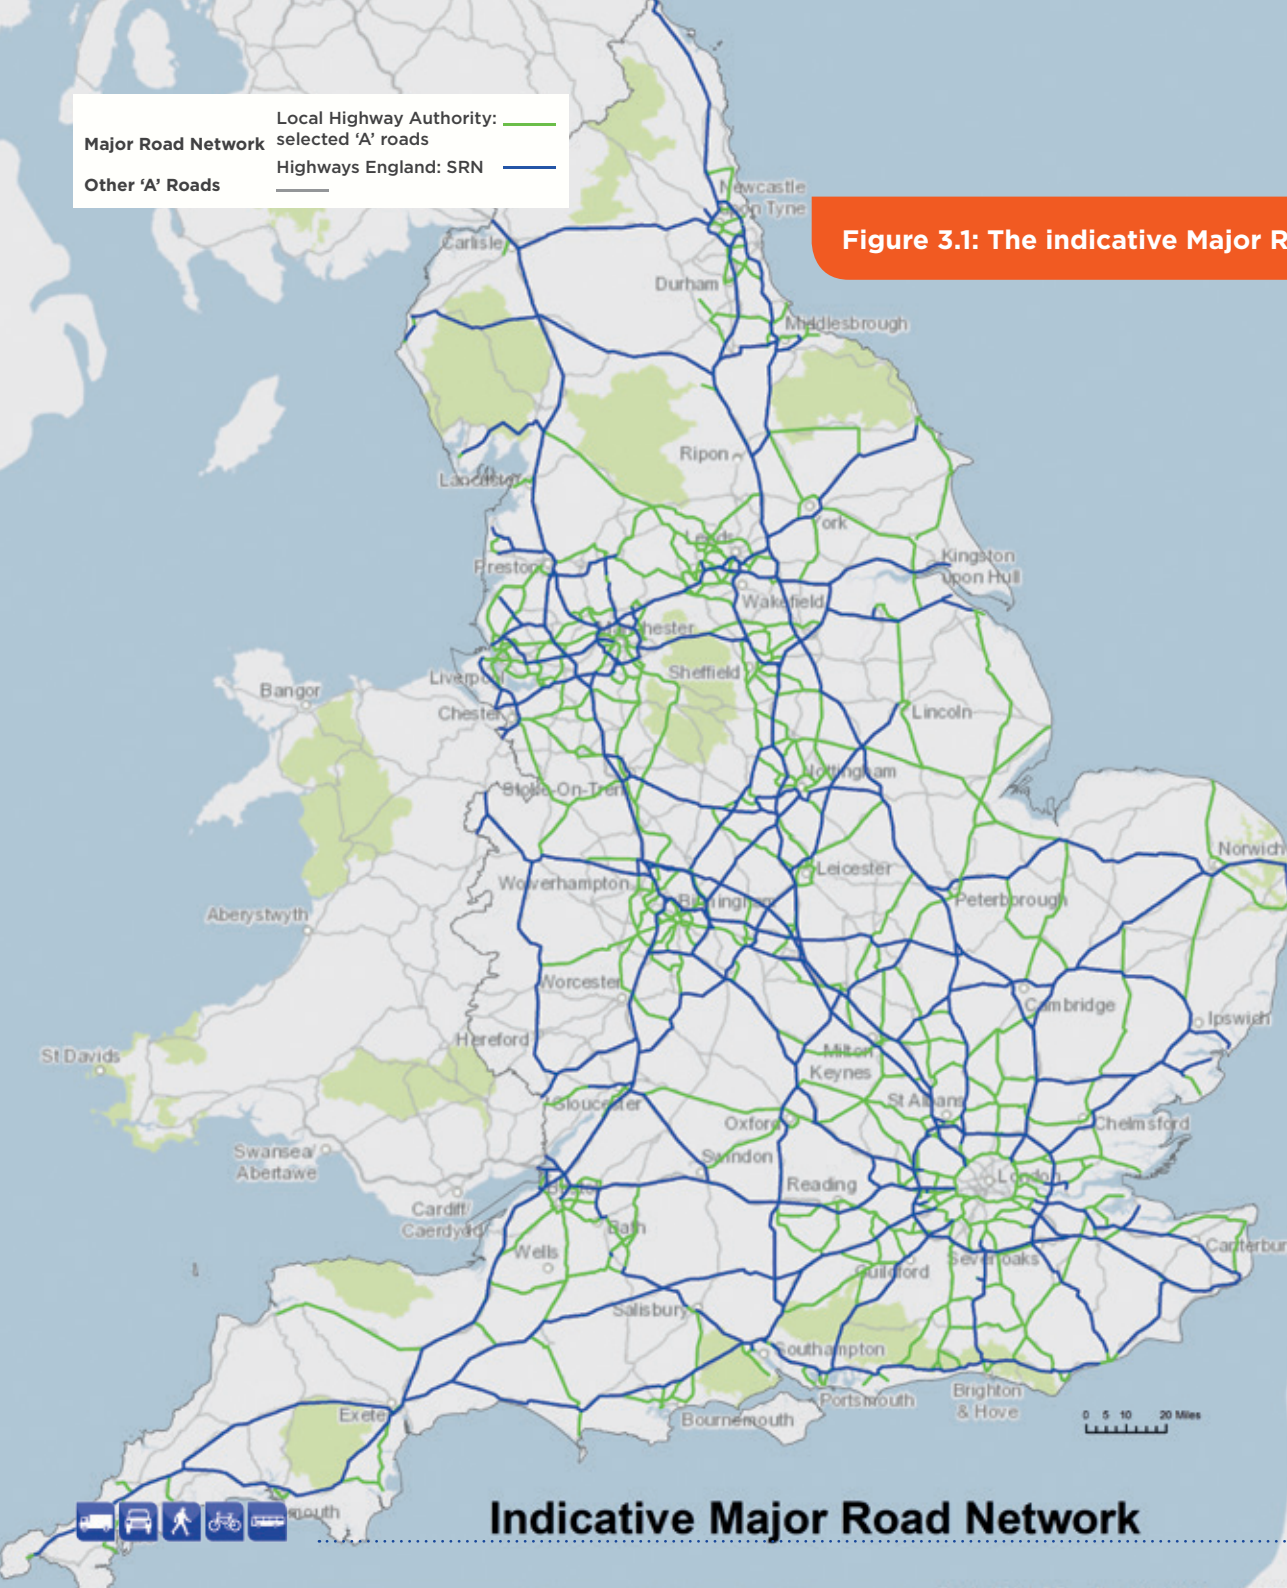 Local Highway Authority:
Major Road Network selected ‘A’ roads
Highways England: SRN
Other ‘A’ Roads
Newcastle
upon Tyne
Figure 3.1: The indicative Major R
Carlisle
Durham
Middlesbrough
Ripon
Lancaster
York
Leeds
Kingston
upon Hull
Preston
Wakefield
Manchester
Sheffield
Liverpool
Bangor
Chester
Lincoln
Nottingham
Stoke-On-Trent
Norwich
Leicester
Wolverhampton
Birmingham
Peterborough
Aberystwyth
Worcester
Cambridge
Ipswich
Hereford
St Davids
Milton
Keynes
Gloucester
St Albans
Oxford
Chelmsford
Swansea/
Abertawe
Swindon
London
Reading
Bristol
Cardiff/
Caerdydd
Bath
Wells
Sevenoaks
Canterbur
Guildford
Salisbury
Southampton
Portsmouth
Brighton
& Hove
Exeter
Bournemouth
0 5 10 20 Miles
mouth
Indicative Major Road Network